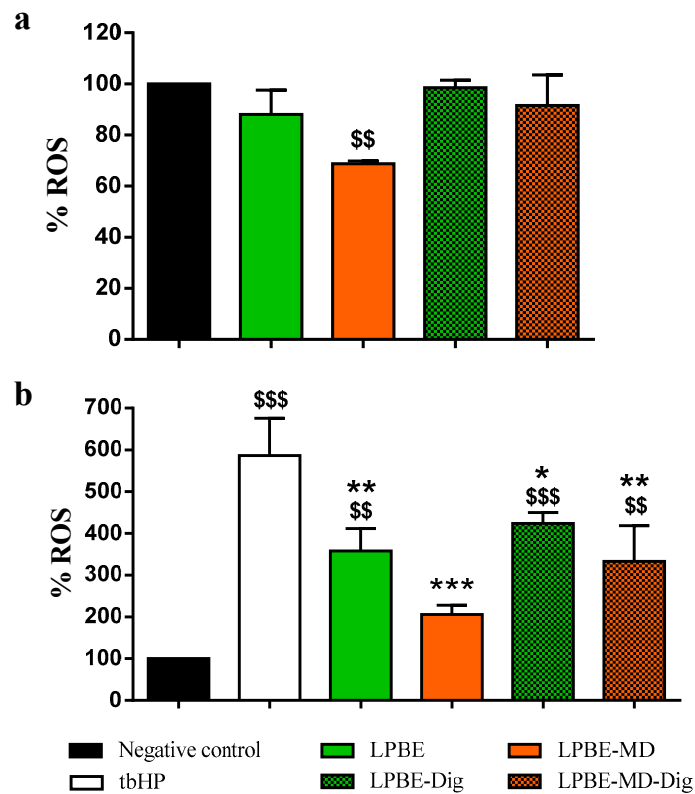 a
120
100
80
60
40
20
0
% ROS
$$
b
700
600
500
400
300
200
100
0
% ROS
$$$
**
$$
***
*
$$$
**
$$
Negative control
LPBE
LPBE-MD
tbHP
LPBE-Dig
LPBE-MD-Dig